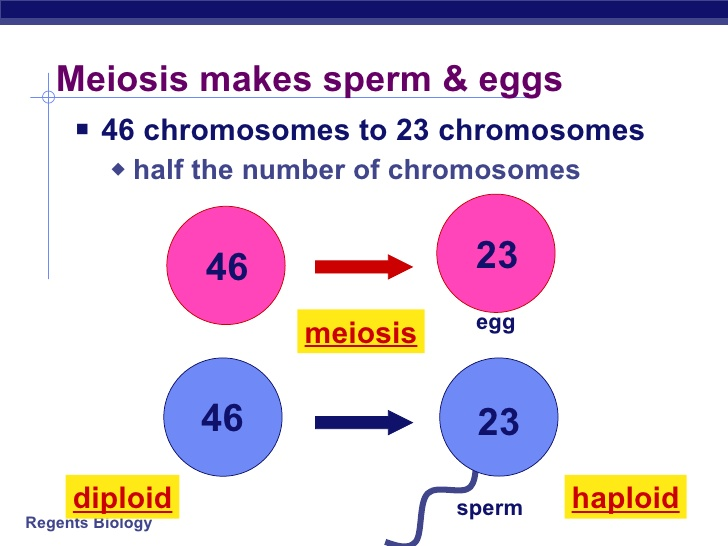 Meiosis makes sperm & eggs
46 chromosomes to 23 chromosomes
half the number of chromosomes
46
23
egg
meiosis
46
23
diploid
sperm
haploid
Regents Biology